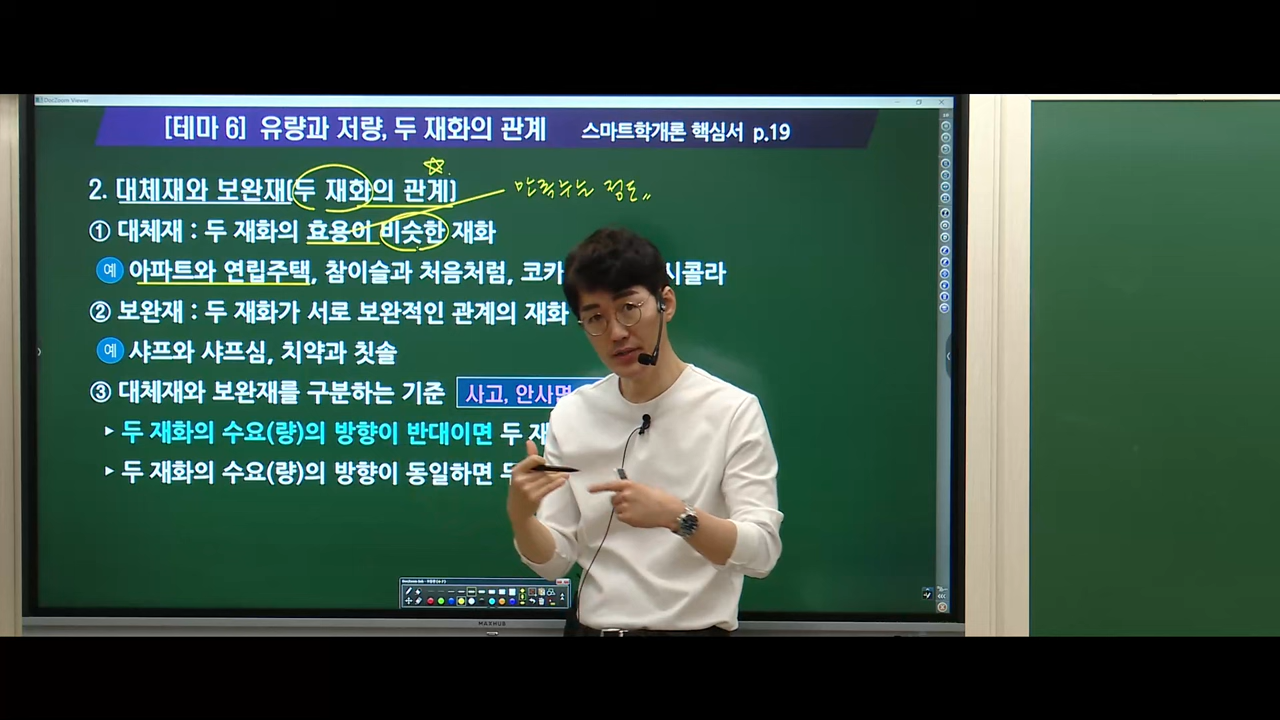 DocZoom Viewer
[테마 6] 유량과 저량, 두 재화의 관계 스마트학개론 핵심서 p.19
2. 대체재와 보완재[두 재화의 관계]
만족누는 정도
① 대체재 : 두 재화의 효용이 비슷한 재화
예 아파트와 연립주택, 참이슬과 처음처럼, 코카 시콜라
② 보완재 : 두 재화가 서로 보완적인 관계의 재화
예 샤프와 샤프심, 치약과 칫솔
③ 대체재와 보완재를 구분하는 기준 사고, 안사면
▸ 두 재화의 수요(량)의 방향이 반대이면 두 재
▸ 두 재화의 수요(량)의 방향이 동일하면 두
MAXHUB